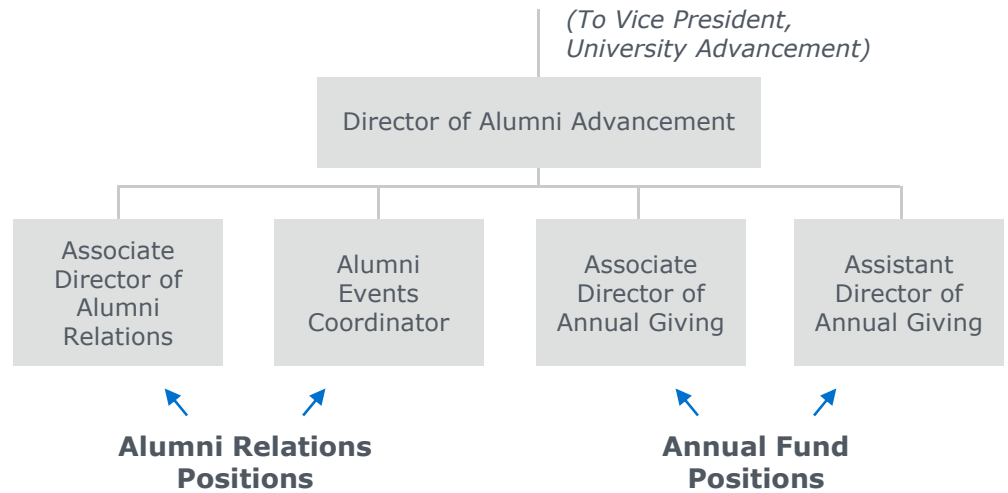 (To Vice President,
University Advancement)
Director of Alumni Advancement
Associate
Director of
Alumni
Relations
Alumni
Events
Coordinator
Associate
Director of
Annual Giving
Assistant
Director of
Annual Giving
Alumni Relations
Positions
Annual Fund
Positions